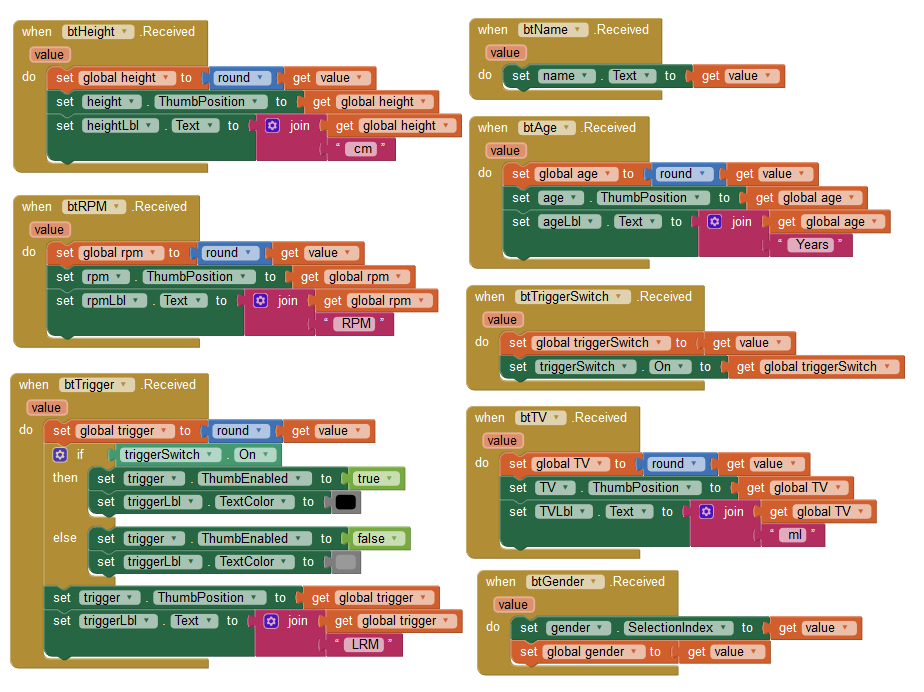 when btHeight .Received
value
do set global height to round get value
set height . ThumbPosition to get global height
set heightLbl . Text to join get global height
“ cm ”
when btRPM .Received
value
do set global rpm to round get value
set rpm . ThumbPosition to get global rpm
set rpmLbl . Text to join get global rpm
“ RPM ”
when btTrigger .Received
value
do set global trigger to round get value
if triggerSwitch . On
then set trigger . ThumbEnabled to true
set triggerLbl . TextColor to
else set trigger . ThumbEnabled to false
set triggerLbl . TextColor to
set trigger . ThumbPosition to get global trigger
set triggerLbl . Text to join get global trigger
“ LRM ”
when btName .Received
value
do set name . Text to get value
when btAge .Received
value
do set global age to round get value
set age . ThumbPosition to get global age
set ageLbl . Text to join get global age
“ Years ”
when btTriggerSwitch .Received
value
do set global triggerSwitch to get value
set triggerSwitch . On to get global triggerSwitch
when btTV .Received
value
do set global TV to round get value
set TV . ThumbPosition to get global TV
set TVLbl . Text to join get global TV
“ ml ”
when btGender .Received
value
do set gender . SelectionIndex to get value
set global gender to get value